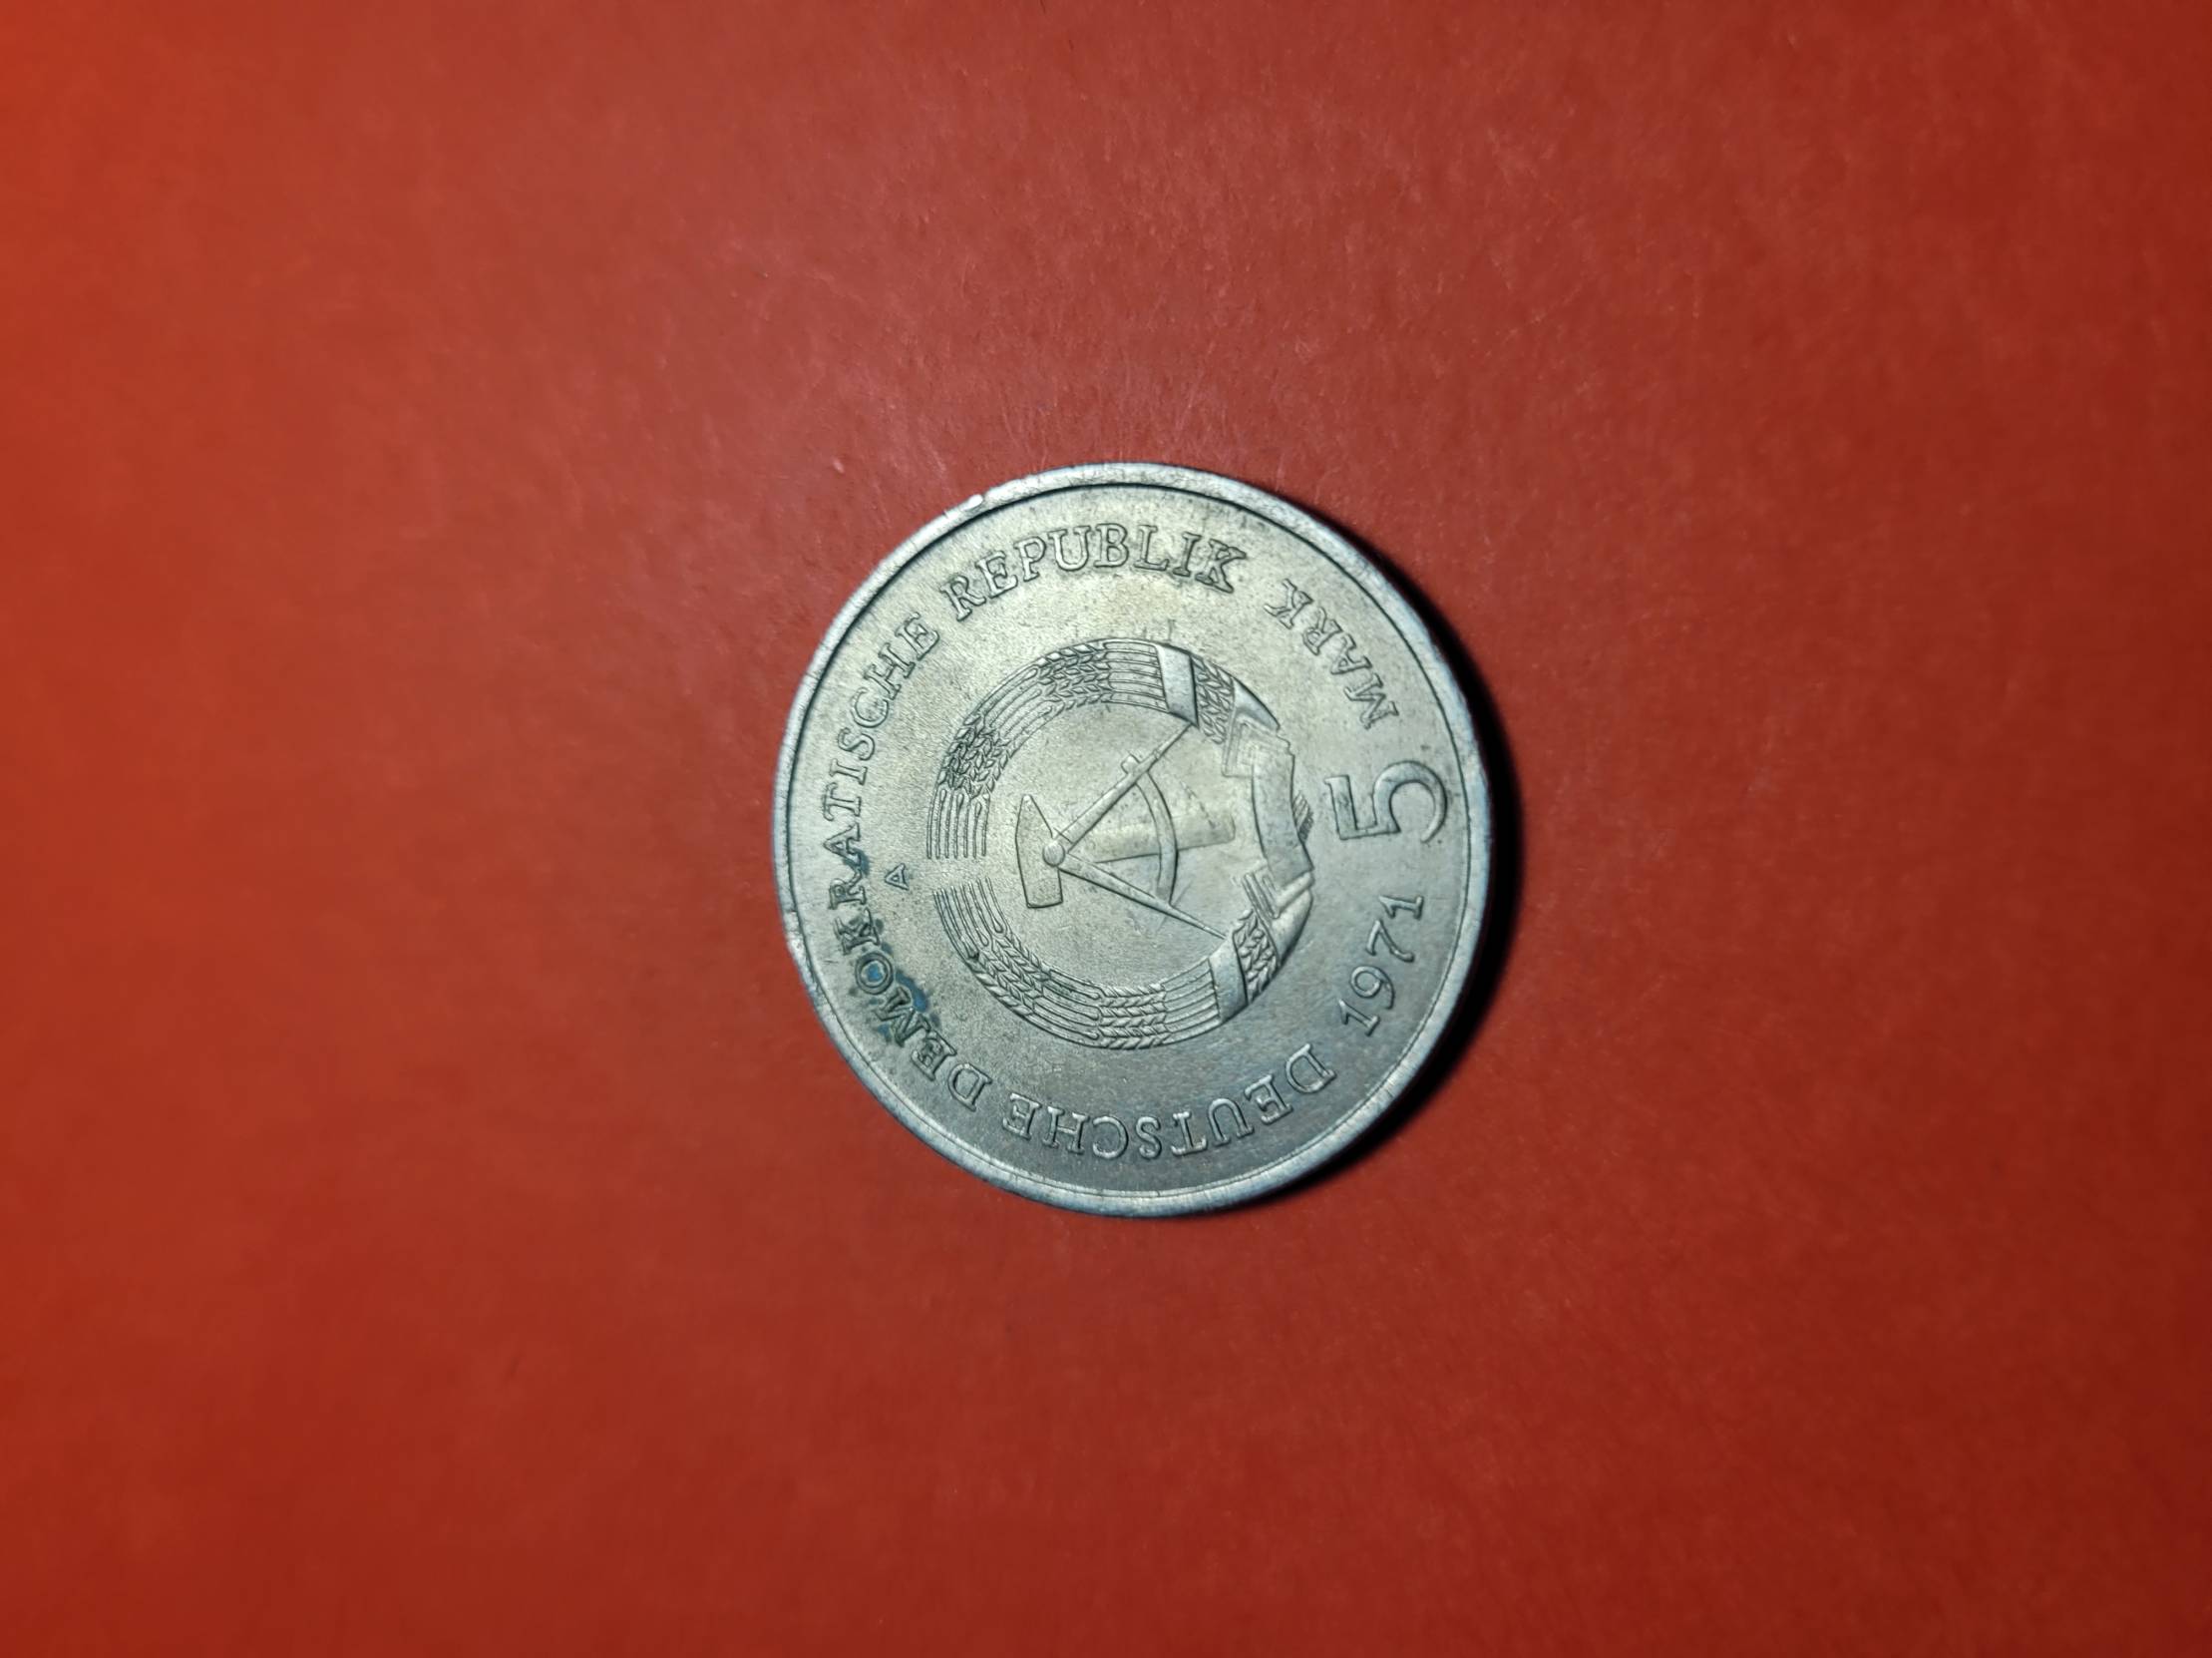 DEUTSCHE DEMOKRATISCHE REPUBLIK
A
1971 5 MARK